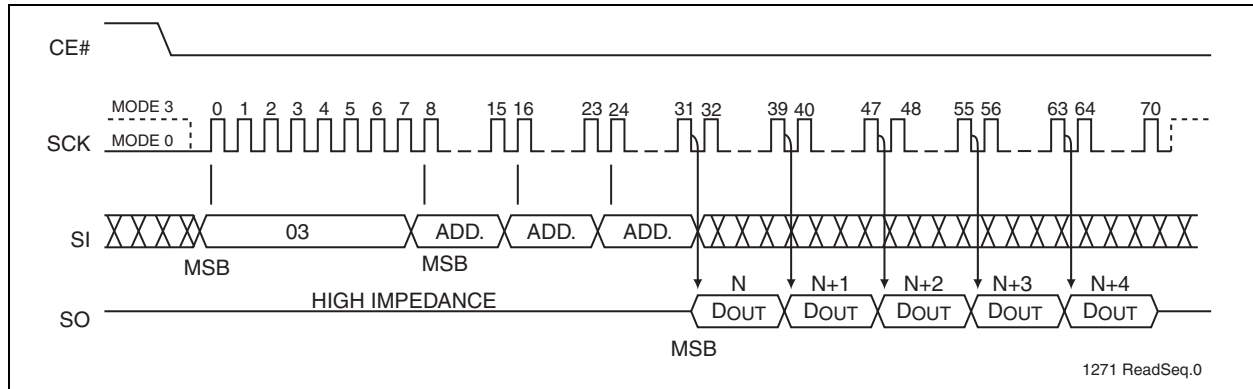 CE#
MODE 3
0 1 2 3 4 5 6 7 8 15 16 23 24 31 32 39 40 47 48 55 56 63 64 70
SCK
MODE 0
SI
03
ADD.
ADD.
ADD.
MSB
MSB
N
N+1
N+2
N+3
N+4
HIGH IMPEDANCE
SO
DOUT
DOUT
DOUT
DOUT
DOUT
MSB
1271 ReadSeq.0